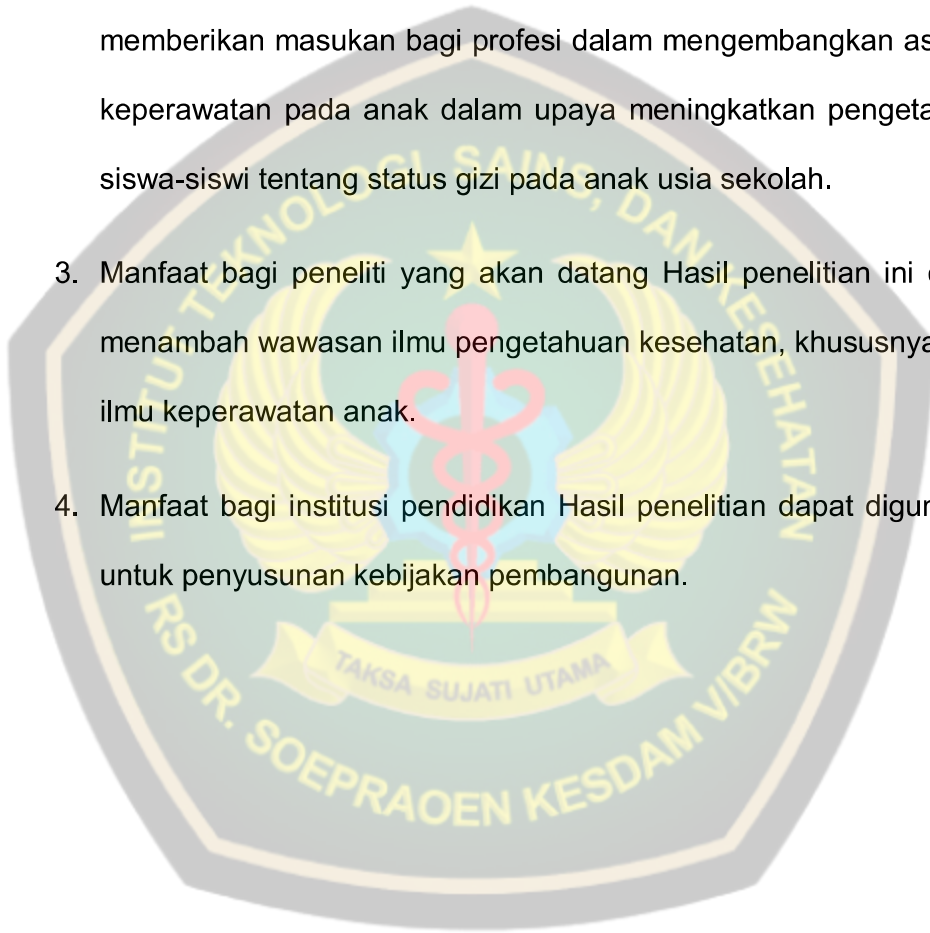 memberikan masukan bagi profesi dalam mengembangkan
keperawatan pada anak dalam upaya meningkatkan
siswa-siswi tentang status gizi pada anak usia sekolah.
3. Manfaat bagi peneliti yang akan datang Hasil penelitian ini
menambah wawasan ilmu pengetahuan kesehatan, khususnya
ilmu keperawatan anak.
4. Manfaat bagi institusi pendidikan Hasil penelitian dapat
untuk penyusunan kebijakan pembangunan.
INSTITUT TEKNOLOGI, SAINS, DAN KESEHATAN
TAKSA SUJATI UTAMA
RS DR. SOEPRAOEN KESDAM V/BRW